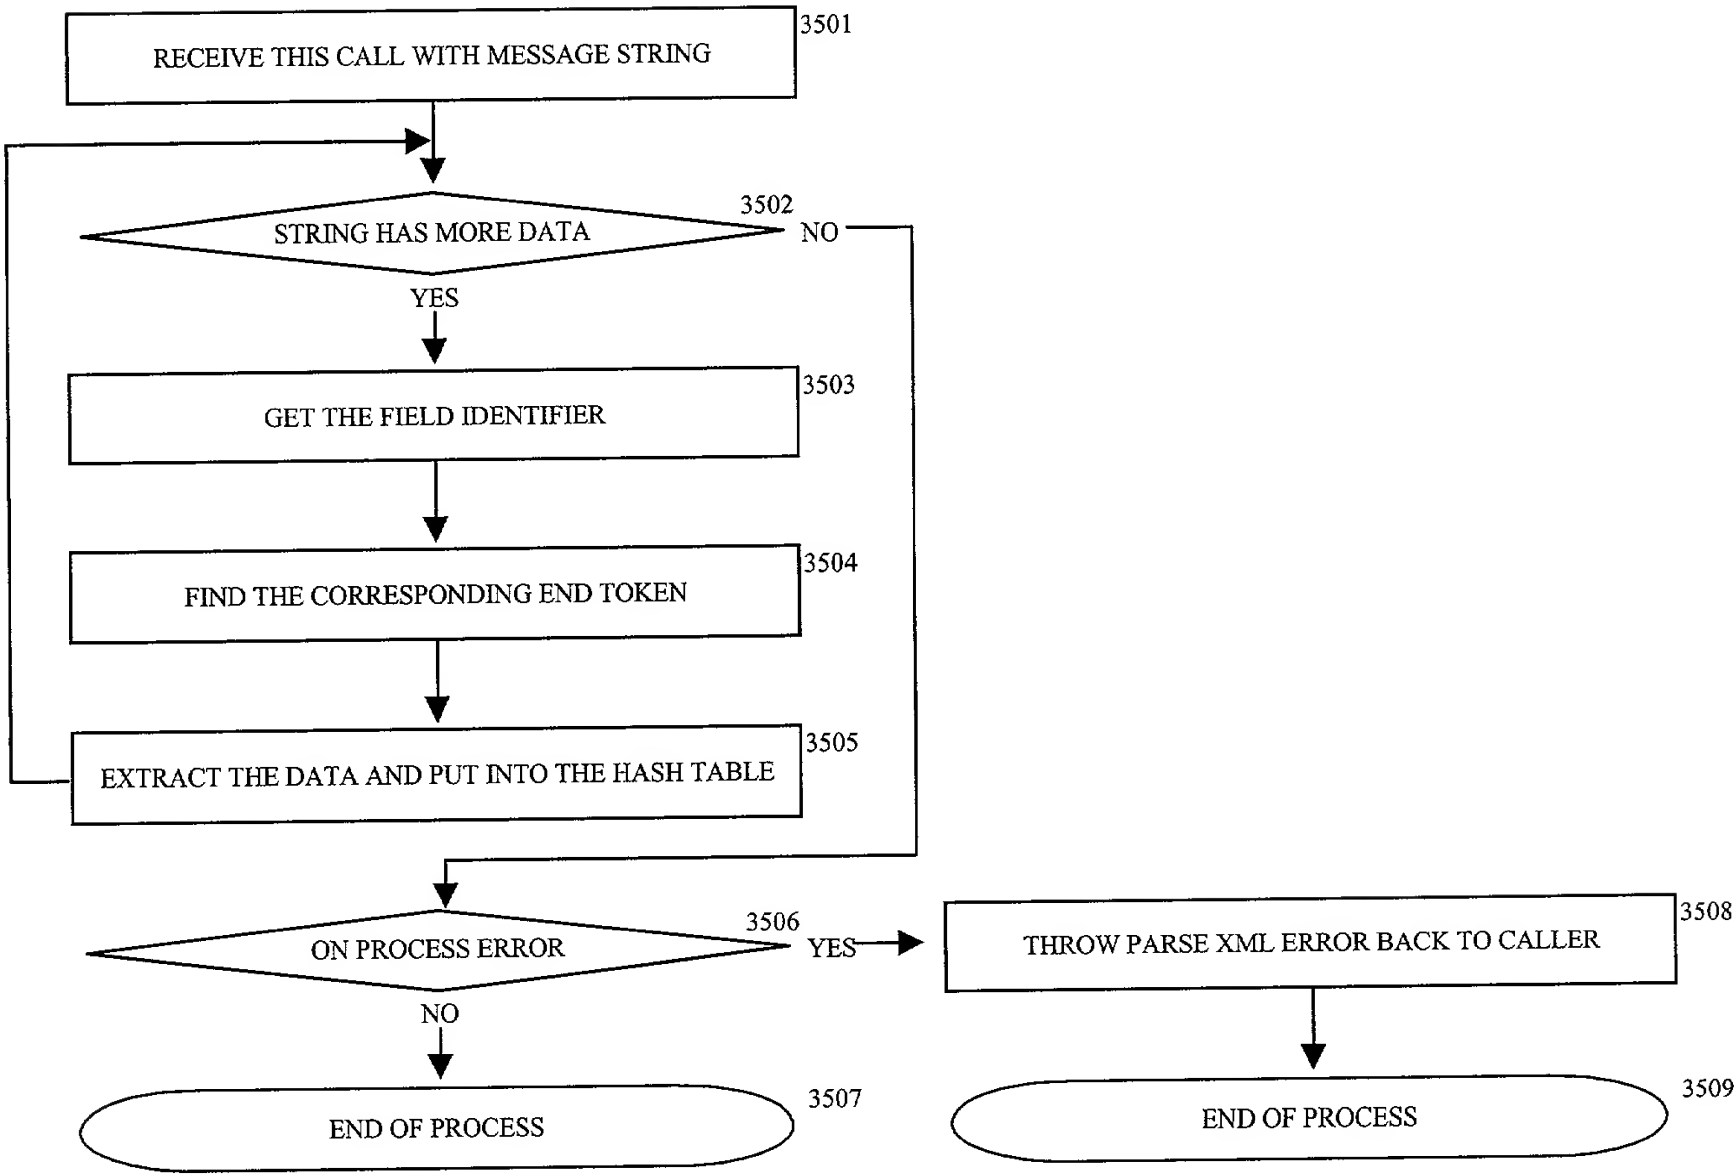 3501
RECEIVE THIS CALL WITH MESSAGE STRING
3502
STRING HAS MORE DATA
NO
YES
3503
GET THE FIELD IDENTIFIER
3504
FIND THE CORRESPONDING END TOKEN
3505
EXTRACT THE DATA AND PUT INTO THE HASH TABLE
3506
ON PROCESS ERROR
YES
3508
THROW PARSE XML ERROR BACK TO CALLER
NO
3507
END OF PROCESS
3509
END OF PROCESS